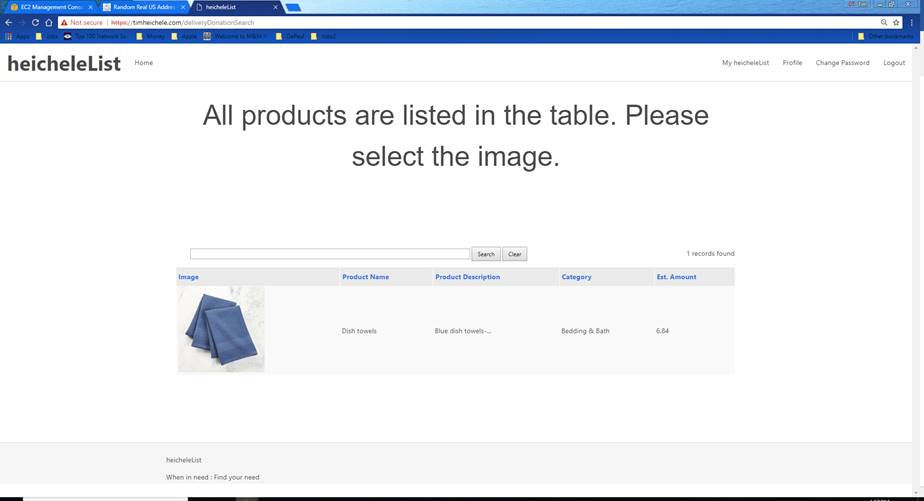 EC2 Management Conso
Random Real US Addres
heicheleList
Not secure | https://timheichele.com/deliveryDonationSearch
Apps Jobs Top 100 Network Se Money Apple Welcome to M&M DePaul Other bookmarks
heicheleList Home My heicheleList Profile Change Password Logout
All products are listed in the table. Please
select the image.
Search Clear 1 records found
Image Product Name Product Description Category Est. Amount
Dish towels Blue dish towels-... Bedding & Bath 6.84
heicheleList
When in need : Find your need